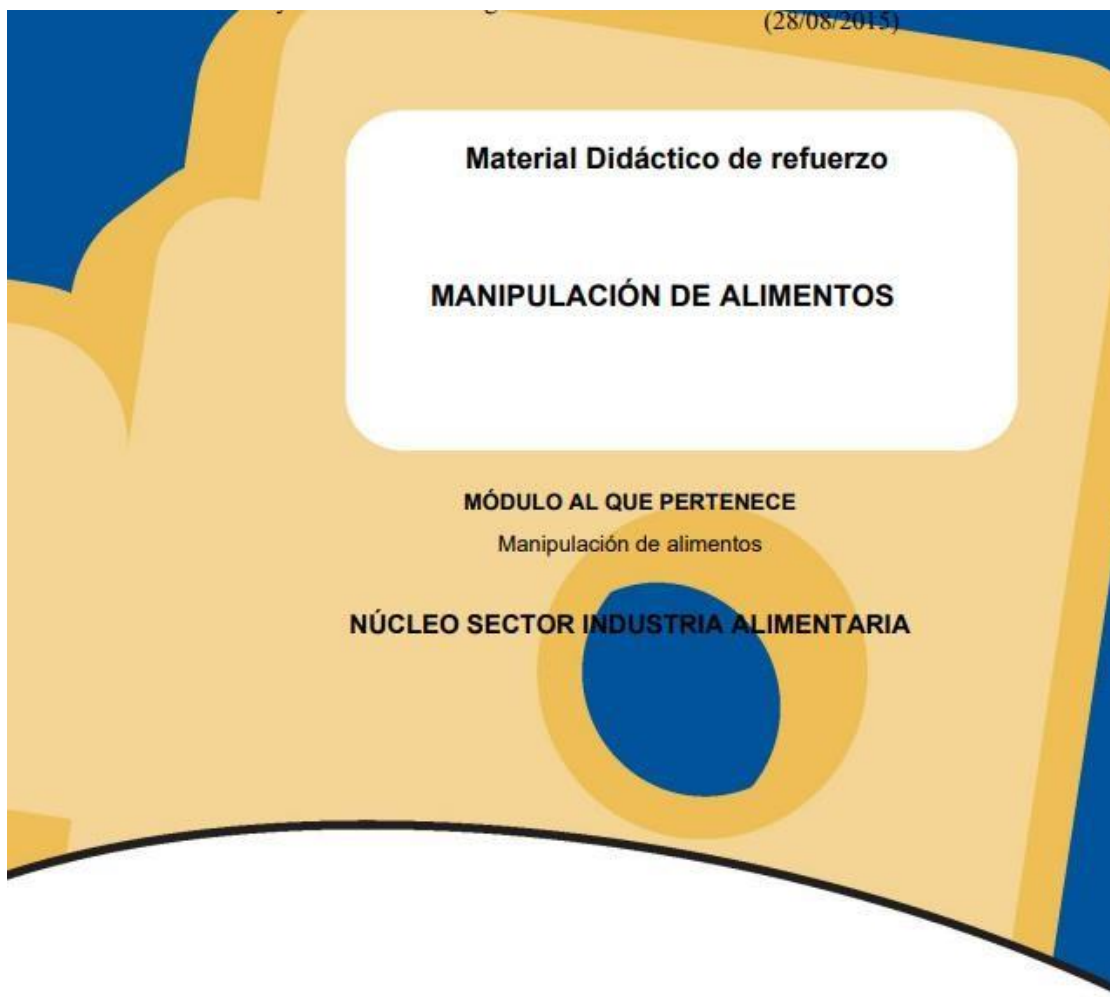 (28/08/2015)
Material Didáctico de refuerzo
MANIPULACIÓN DE ALIMENTOS
MÓDULO AL QUE PERTENECE
Manipulación de alimentos
NÚCLEO SECTOR INDUSTRIA ALIMENTARIA